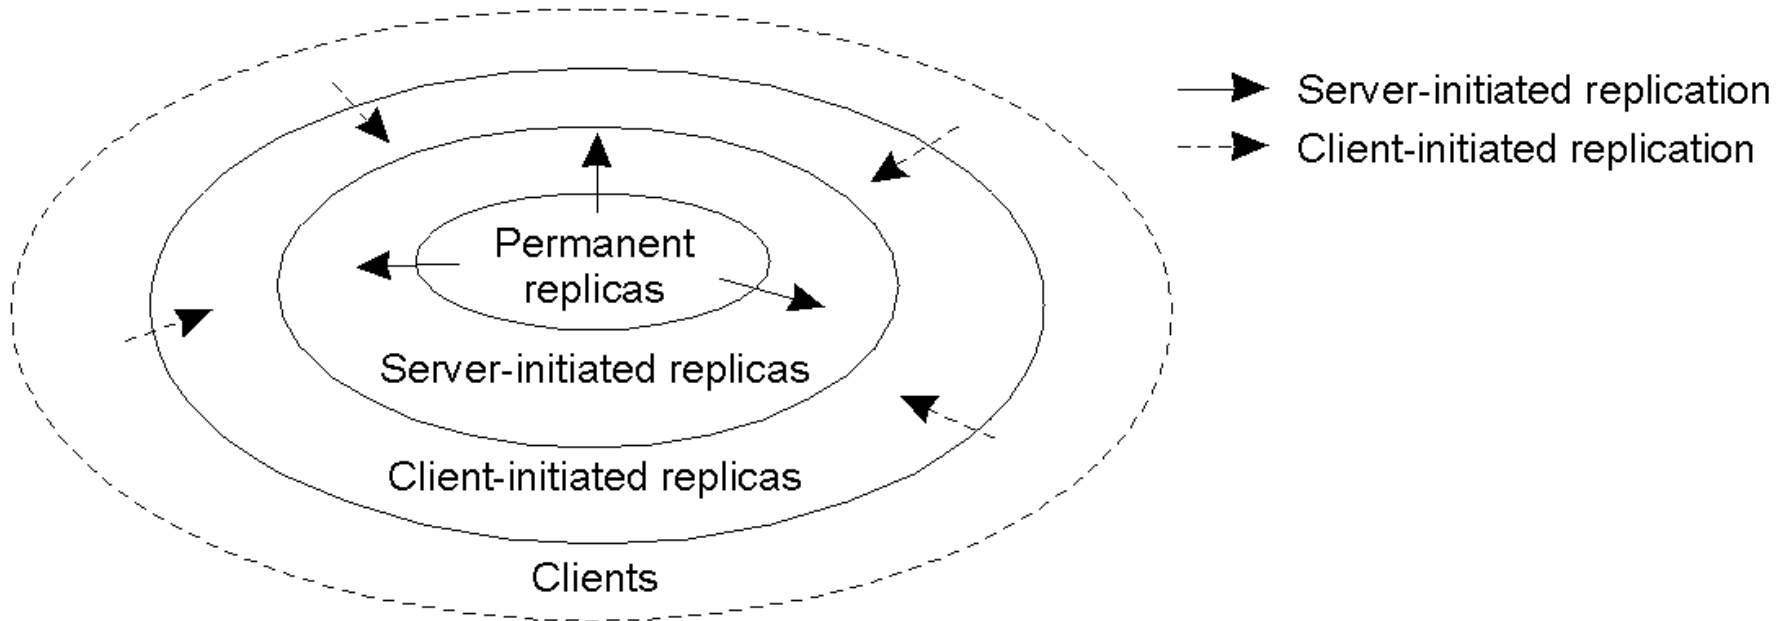 Server-initiated replication
Client-initiated replication
Permanent
replicas
Server-initiated replicas
Client-initiated replicas
Clients